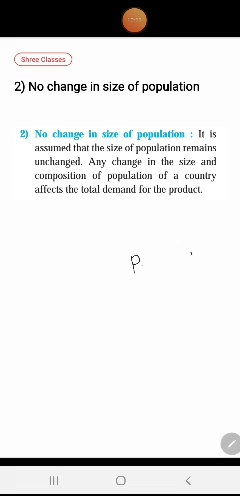 Shree Classes
2) No change in size of population
2) No change in size of population : It is
assumed that the size of population remains
unchanged. Any change in the size and
composition of population of a country
affects the total demand for the product.
P